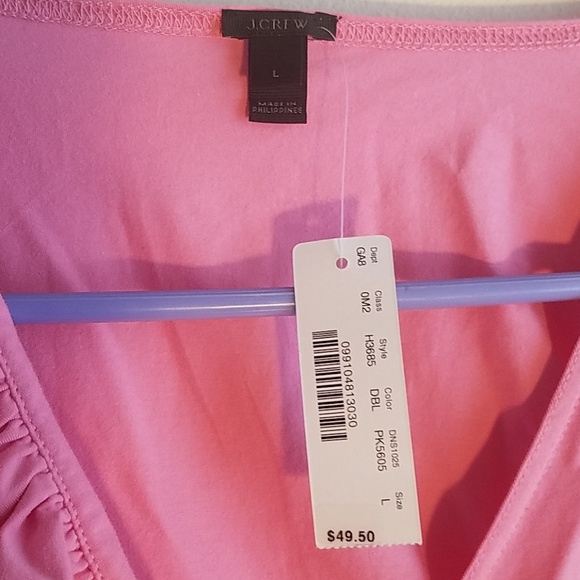 J.CREW
L
MADE IN
PHILIPPINES
Dept Class Style Color DNS1025 Size
GA8 0M2 H3685 DBL PK5605 L
099104813030
$49.50